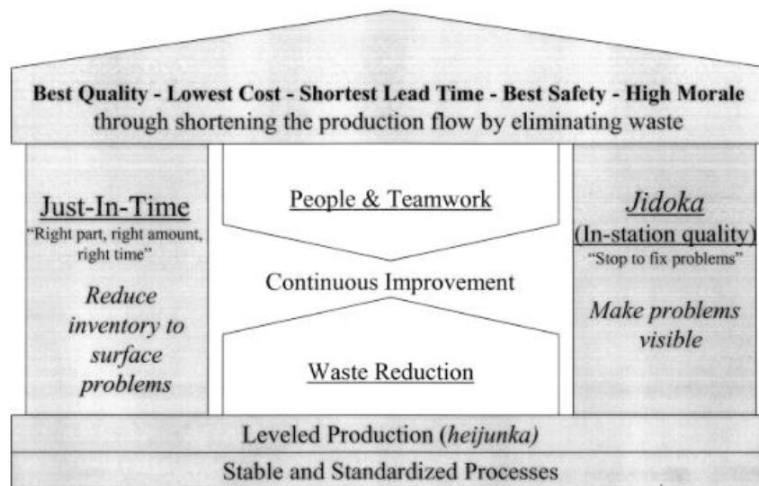 Best Quality - Lowest Cost - Shortest Lead Time - Best Safety - High Morale
through shortening the production flow by eliminating waste
Just-In-Time
“Right part, right amount,
right time”
Reduce
inventory to
surface
problems
People & Teamwork
Continuous Improvement
Waste Reduction
Jidoka
(In-station quality)
“Stop to fix problems”
Make problems
visible
Leveled Production (heijunka)
Stable and Standardized Processes